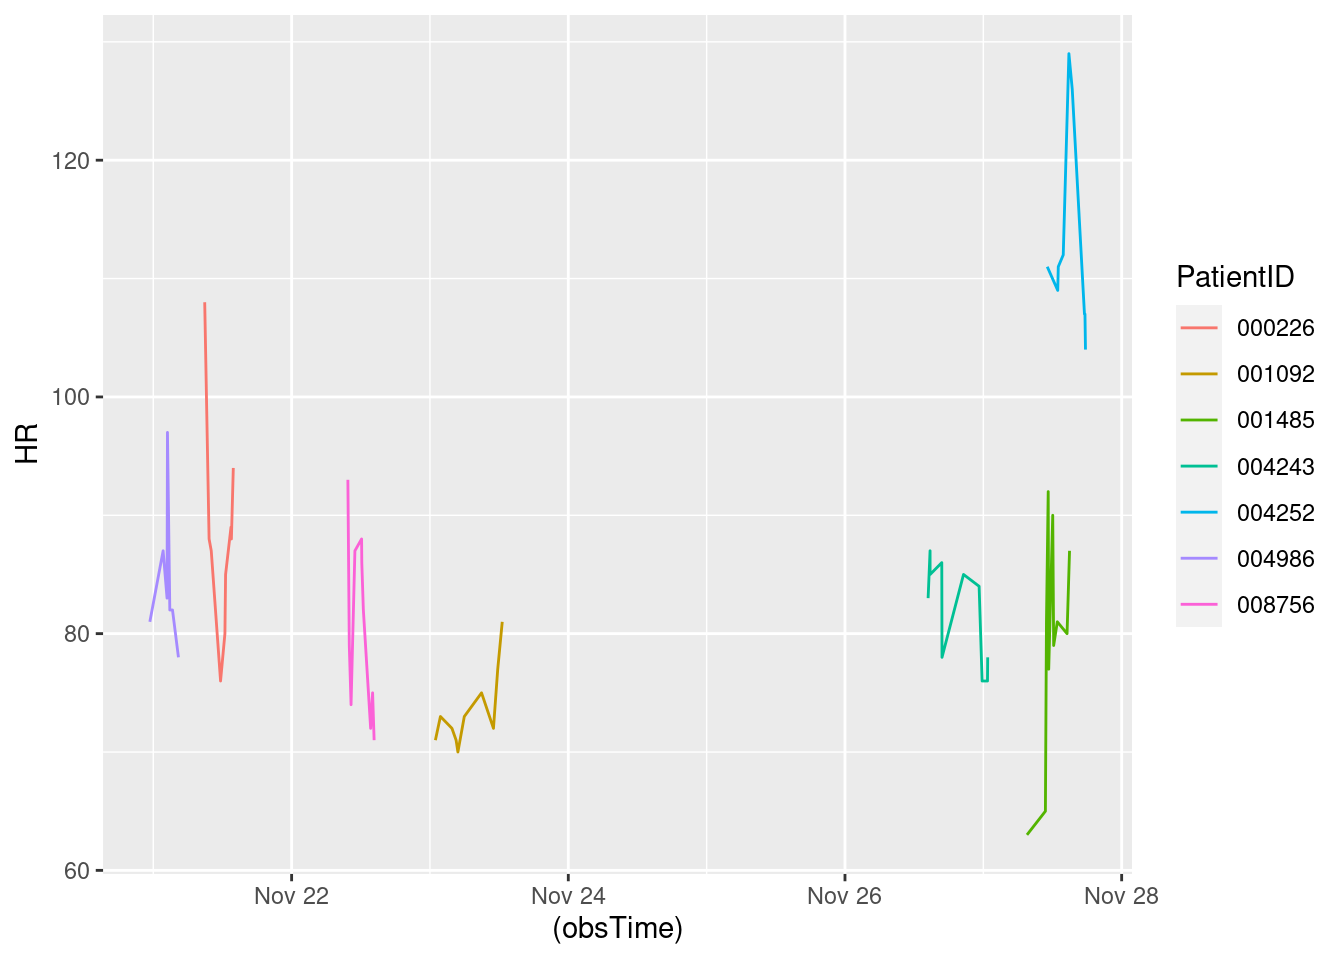 120
100
80
60
HR
Nov 22
Nov 24
Nov 26
Nov 28
(obsTime)
PatientID
000226
001092
001485
004243
004252
004986
008756